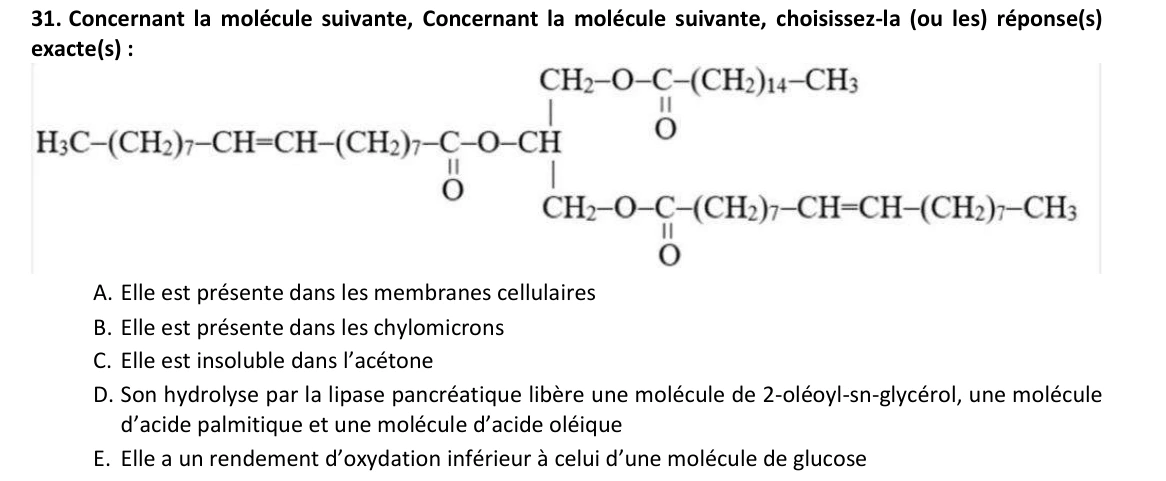 31. Concernant la molécule suivante, Concernant la molécule suivante, choisissez-la (ou les) réponse(s)
exacte(s) :
CH₂–O–C–(CH₂)₁₄–CH₃
| ||
H₃C–(CH₂)₇–CH=CH–(CH₂)₇–C–O–CH O
|| |
O CH₂–O–C–(CH₂)₇–CH=CH–(CH₂)₇–CH₃
||
O
A. Elle est présente dans les membranes cellulaires
B. Elle est présente dans les chylomicrons
C. Elle est insoluble dans l’acétone
D. Son hydrolyse par la lipase pancréatique libère une molécule de 2-oléoyl-sn-glycérol, une molécule
d’acide palmitique et une molécule d’acide oléique
E. Elle a un rendement d’oxydation inférieur à celui d’une molécule de glucose